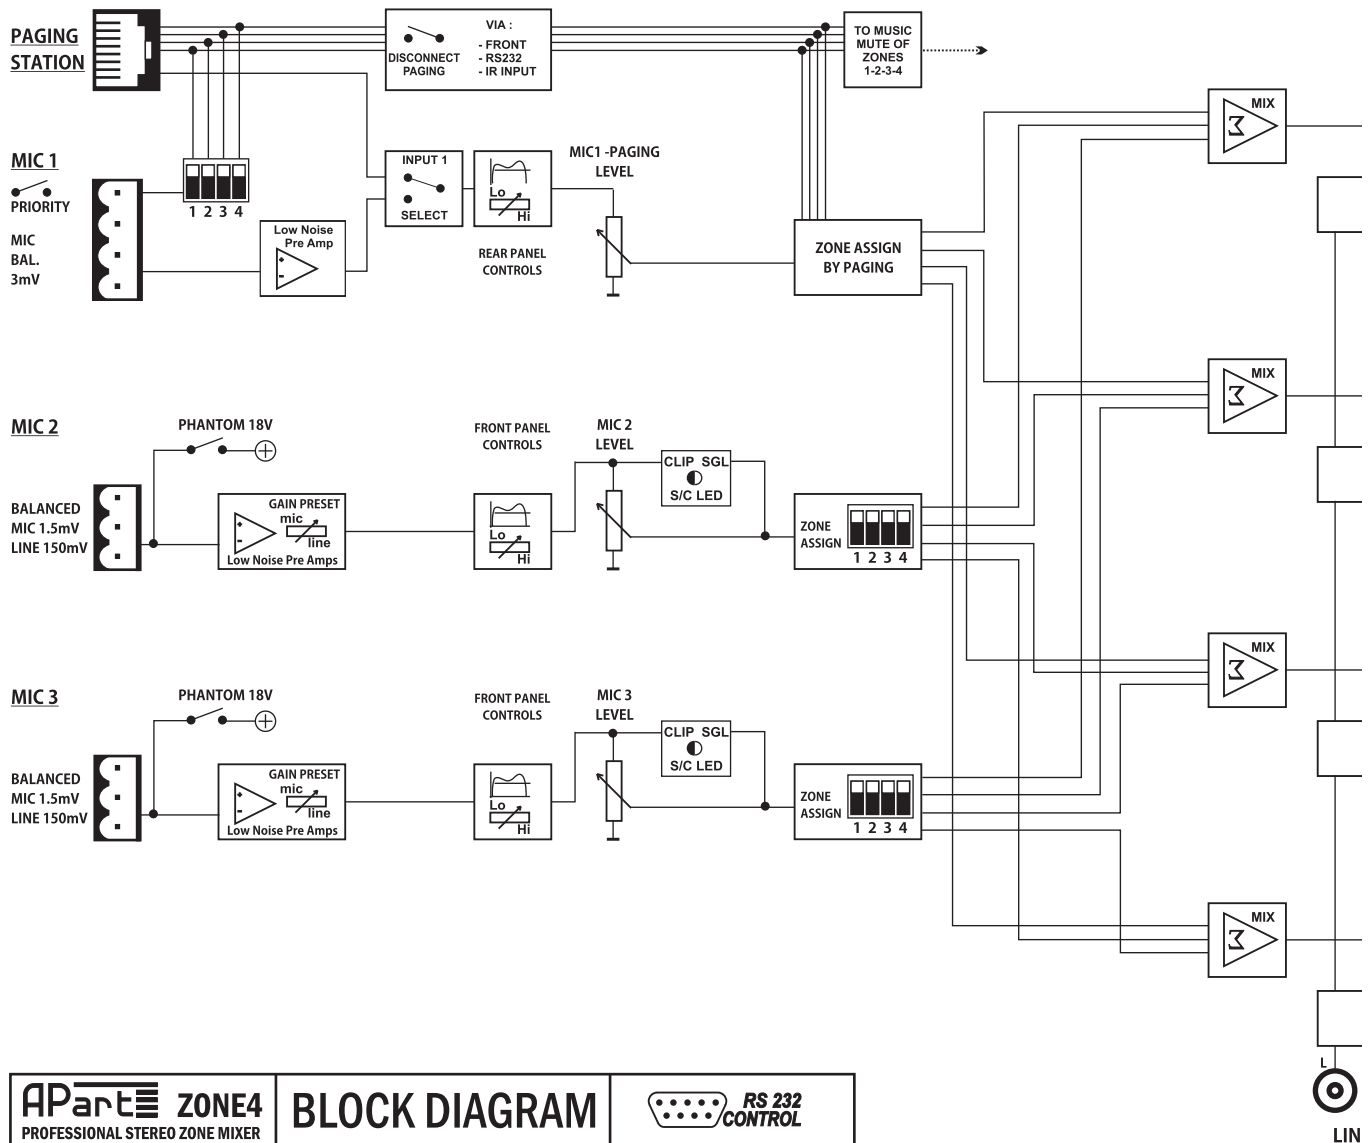 PAGING
STATION
DISCONNECT
PAGING
VIA :
- FRONT
- RS232
- IR INPUT
TO MUSIC
MUTE OF
ZONES
1-2-3-4
MIX
MIC 1
PRIORITY
MIC
BAL.
3mV
1 2 3 4
Low Noise
Pre Amp
+
-
INPUT 1
SELECT
Lo
Hi
REAR PANEL
CONTROLS
MIC1 -PAGING
LEVEL
ZONE ASSIGN
BY PAGING
Σ
MIX
Σ
MIC 2
BALANCED
MIC 1.5mV
LINE 150mV
PHANTOM 18V
+
GAIN PRESET
mic
line
+
-
Low Noise Pre Amps
FRONT PANEL
CONTROLS
Lo
Hi
MIC 2
LEVEL
CLIP SGL
S/C LED
ZONE
ASSIGN
1 2 3 4
MIX
Σ
MIC 3
BALANCED
MIC 1.5mV
LINE 150mV
PHANTOM 18V
+
GAIN PRESET
mic
line
+
-
Low Noise Pre Amps
FRONT PANEL
CONTROLS
Lo
Hi
MIC 3
LEVEL
CLIP SGL
S/C LED
ZONE
ASSIGN
1 2 3 4
MIX
Σ
APart ZONE4
PROFESSIONAL STEREO ZONE MIXER
BLOCK DIAGRAM
RS 232
CONTROL
L
LIN